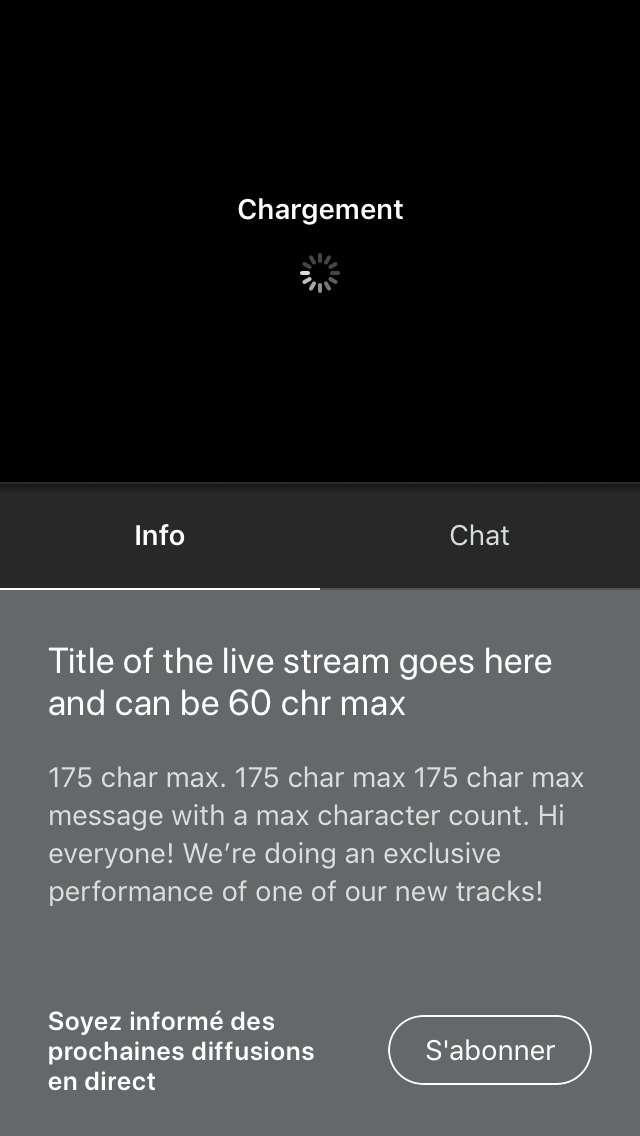 Chargement
Info
Chat
Title of the live stream goes here
and can be 60 chr max
175 char max. 175 char max 175 char max
message with a max character count. Hi
everyone! We’re doing an exclusive
performance of one of our new tracks!
Soyez informé des
prochaines diffusions
en direct
S'abonner